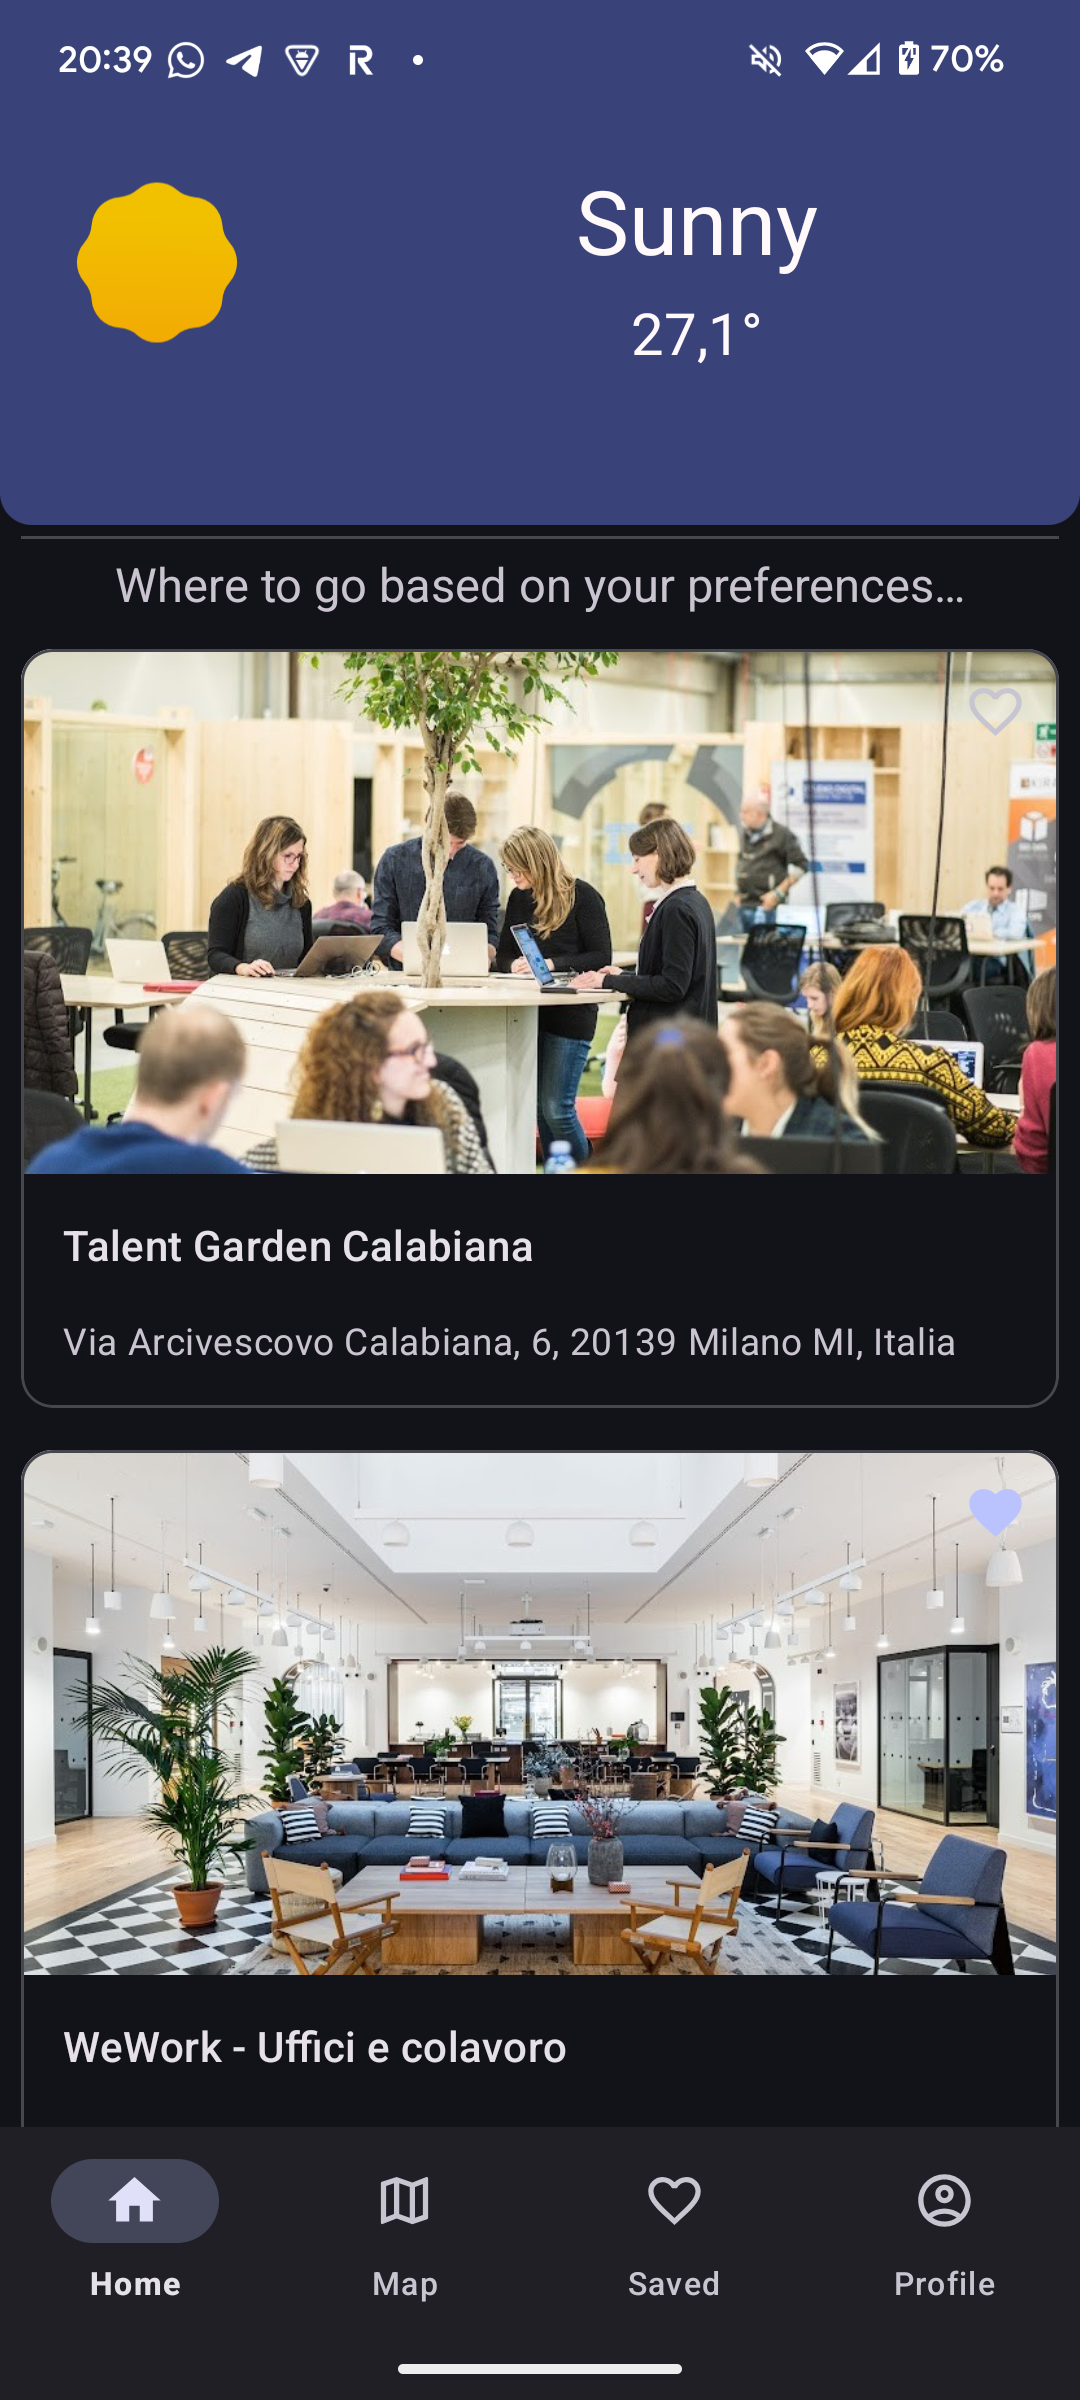 20:39
70%
Sunny
27,1°
Where to go based on your preferences...
Talent Garden Calabiana
Via Arcivescovo Calabiana, 6, 20139 Milano MI, Italia
WeWork - Uffici e colavoro
Home
Map
Saved
Profile